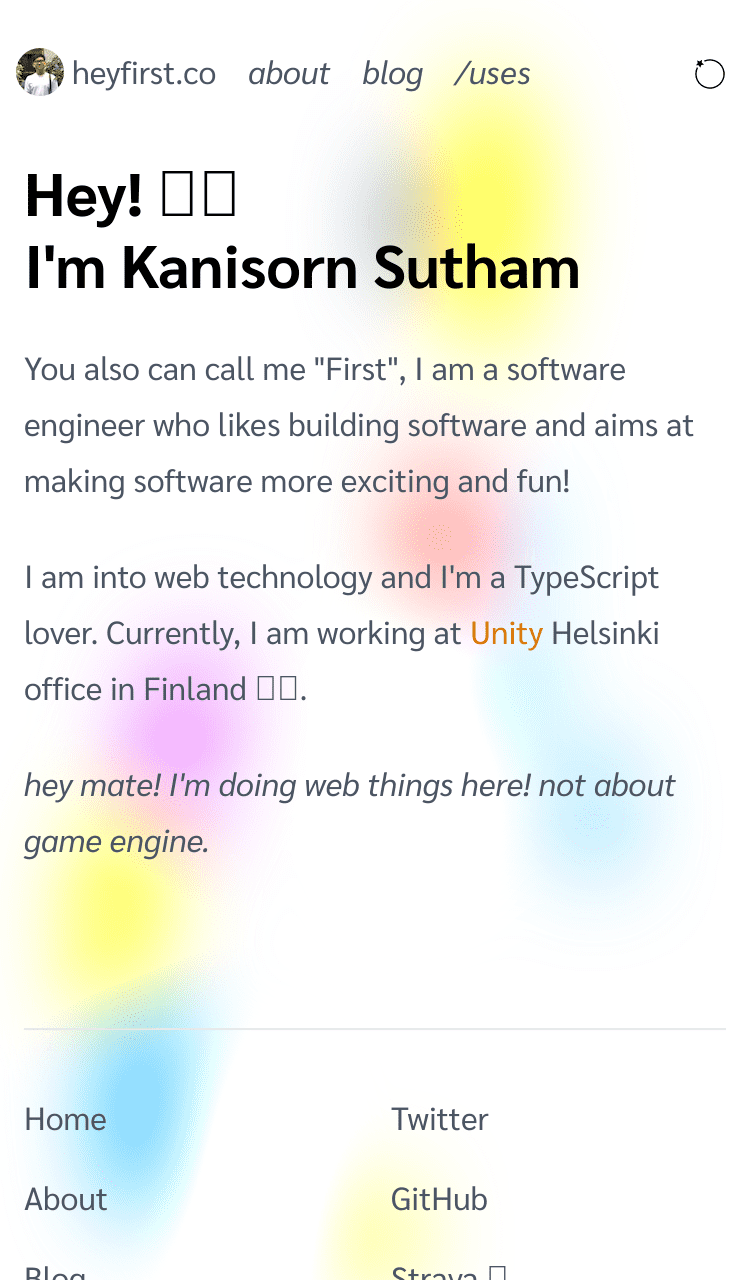 heyfirst.co about blog /uses
Hey! 
I'm Kanisorn Sutham
You also can call me "First", I am a software
engineer who likes building software and aims at
making software more exciting and fun!
I am into web technology and I'm a TypeScript
lover. Currently, I am working at Unity Helsinki
office in Finland .
hey mate! I'm doing web things here! not about
game engine.
Home
Twitter
About
GitHub
Blog
Strava